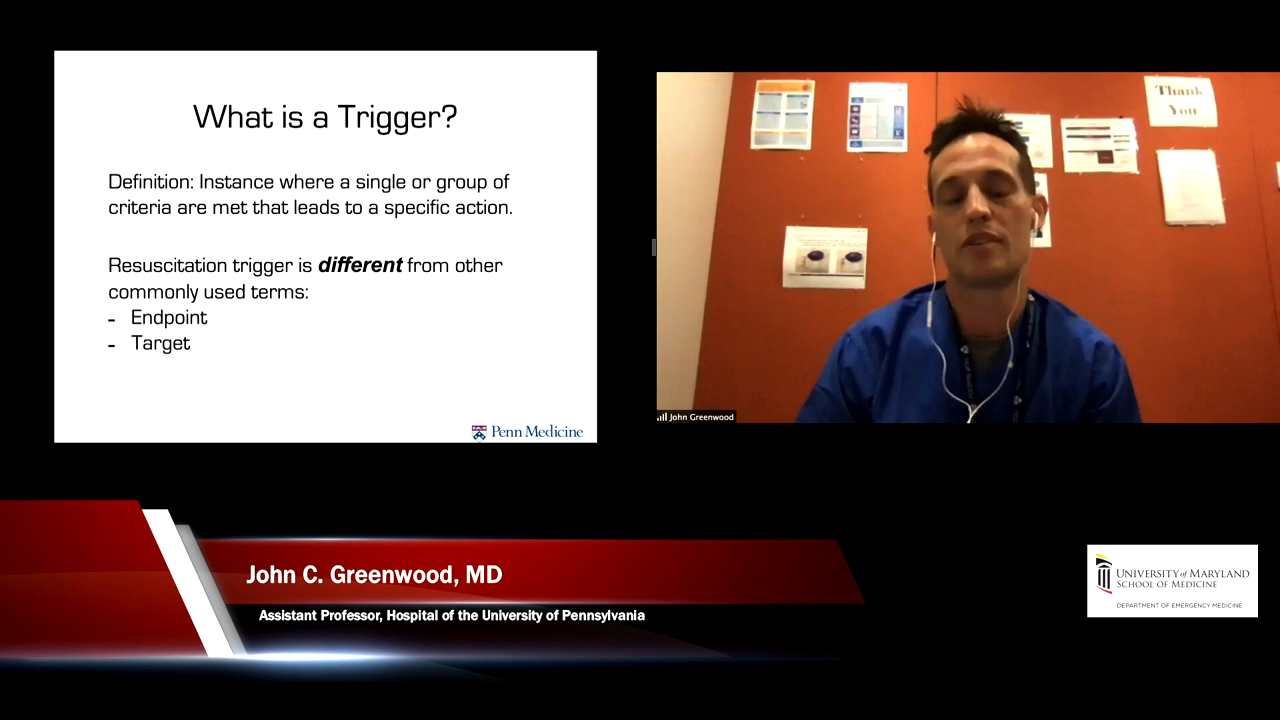 What is a Trigger?
Definition: Instance where a single or group of
criteria are met that leads to a specific action.
Resuscitation trigger is different from other
commonly used terms:
- Endpoint
- Target
Penn Medicine
Thank
You
John Greenwood
John C. Greenwood, MD
Assistant Professor, Hospital of the University of Pennsylvania
UNIVERSITY of MARYLAND
SCHOOL OF MEDICINE
DEPARTMENT OF EMERGENCY MEDICINE